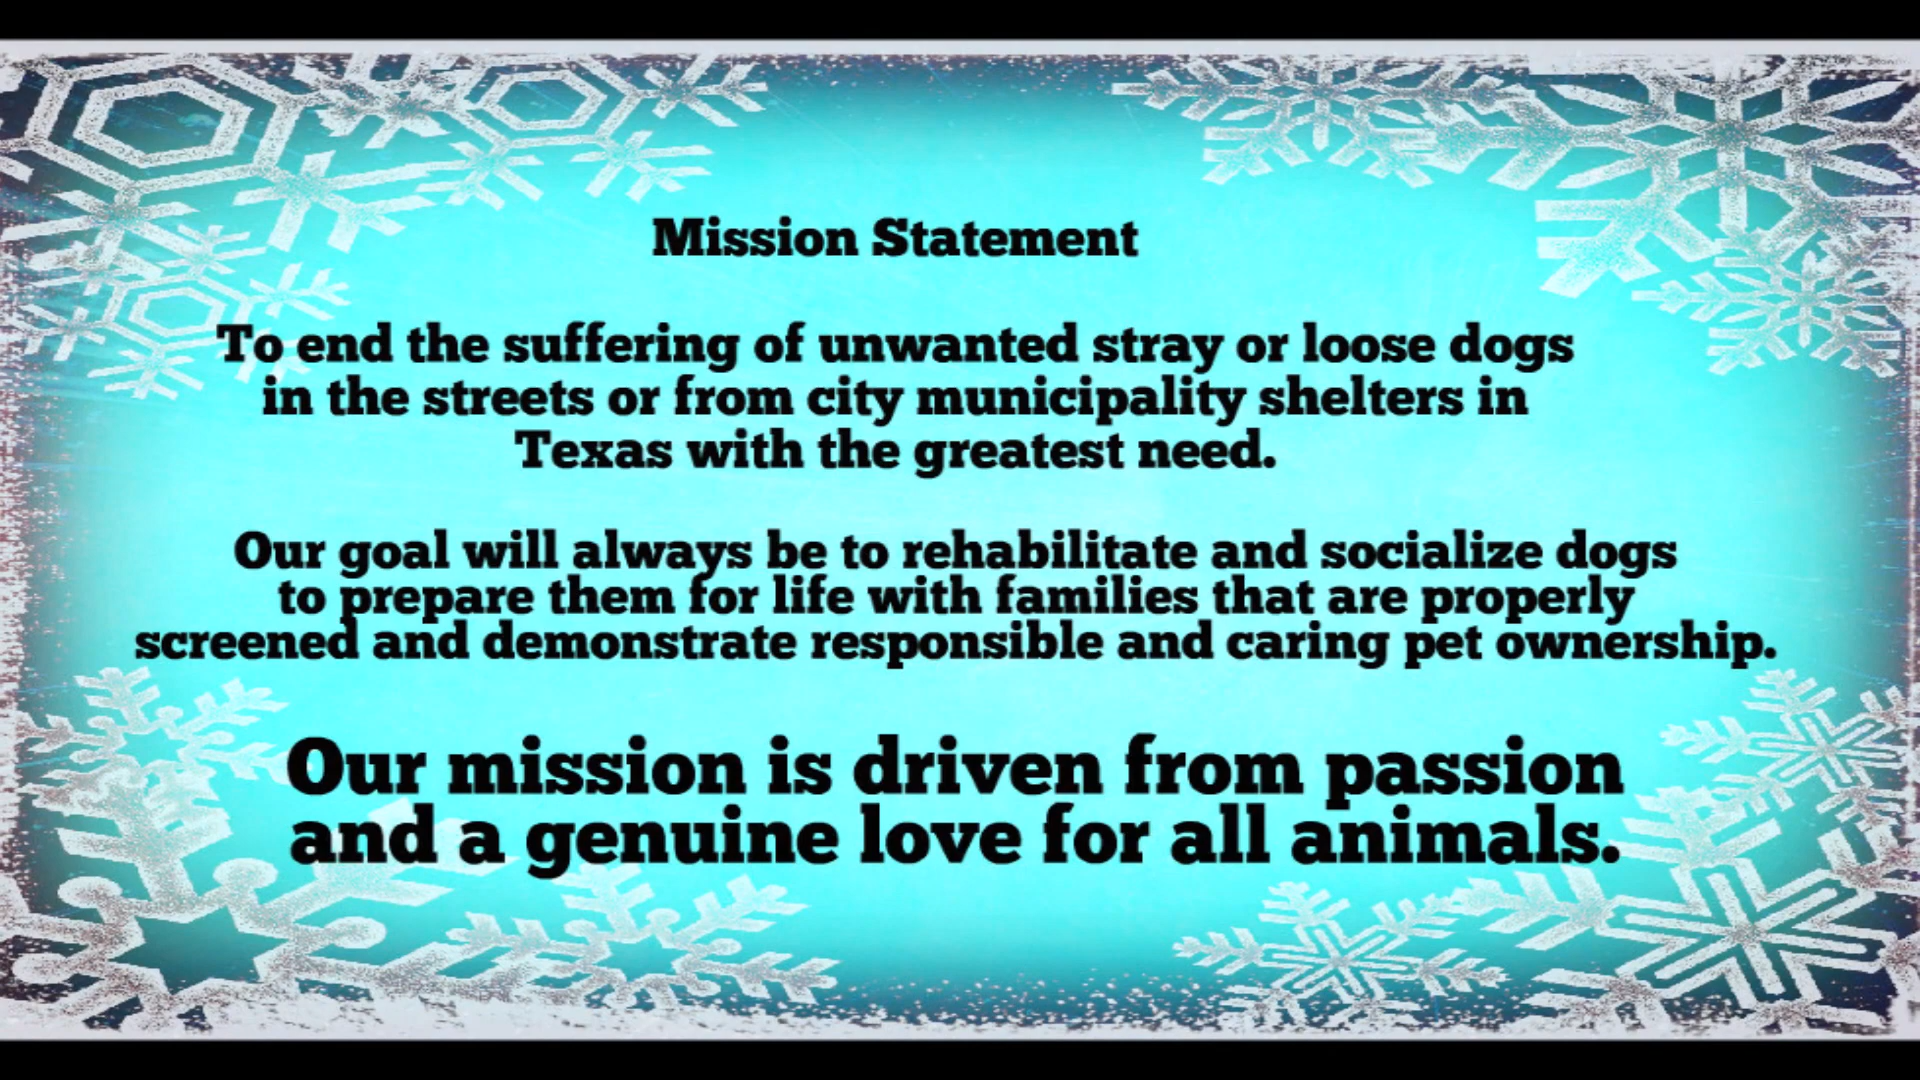 Mission Statement
To end the suffering of unwanted stray or loose dogs
in the streets or from city municipality shelters in
Texas with the greatest need.
Our goal will always be to rehabilitate and socialize dogs
to prepare them for life with families that are properly
screened and demonstrate responsible and caring pet ownership.
Our mission is driven from passion
and a genuine love for all animals.